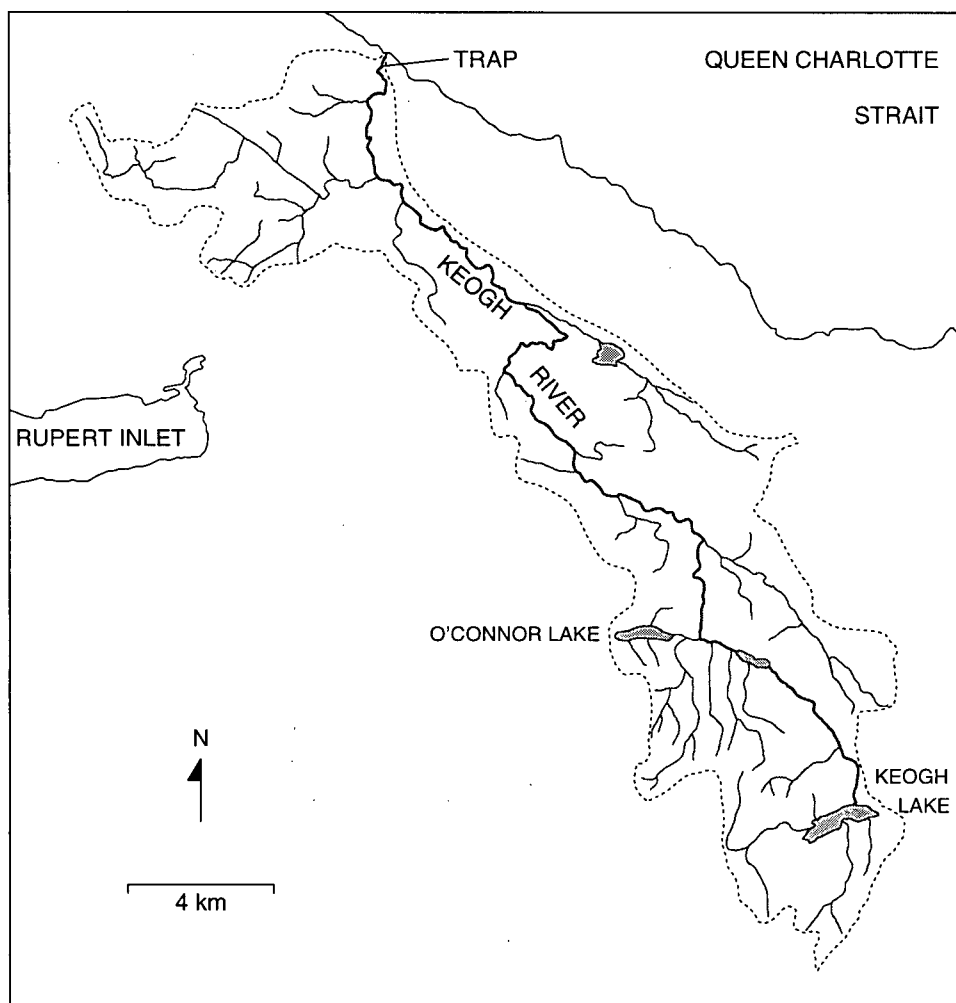 TRAP
QUEEN CHARLOTTE
STRAIT
KEOGH
RIVER
RUPERT INLET
O'CONNOR LAKE
N
KEOGH
LAKE
4 km